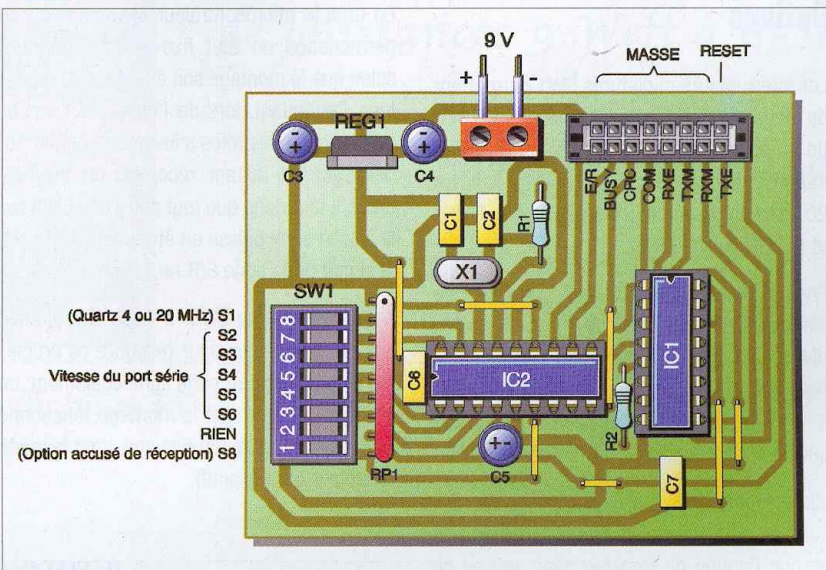 9 V
+ -
MASSE RESET
REG1
- +
C3
- +
C4
E/R
BUSY
CRC
COM
RXE
TXM
RXM
TXE
C1
C2
R1
X1
SW1
8
7
6
5
4
3
2
1
(Quartz 4 ou 20 MHz) S1
S2
S3
Vitesse du port série
S4
S5
S6
RIEN
(Option accusé de réception) S8
RP1
C6
IC2
IC1
R2
+ -
C5
C7